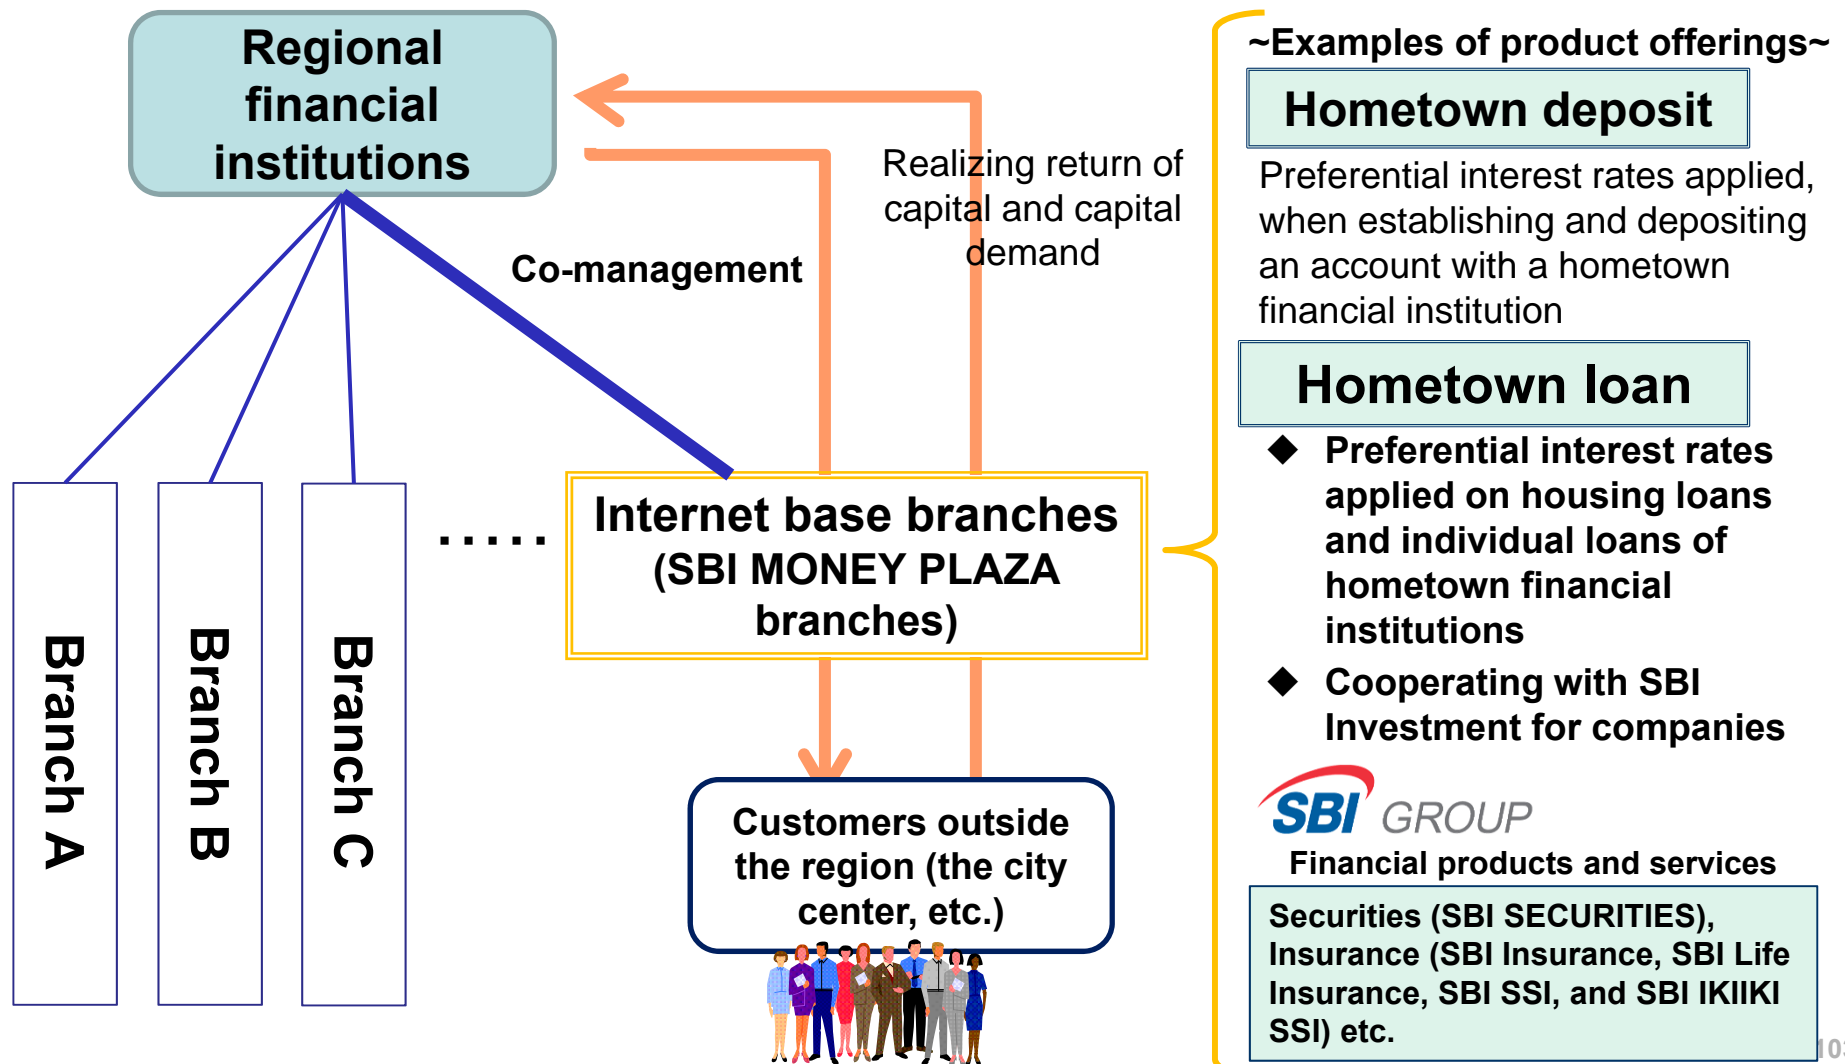 Regional
financial
institutions
Realizing return of
capital and capital
demand
Co-management
Branch A
Branch B
Branch C
.....
Internet base branches
(SBI MONEY PLAZA
branches)
Customers outside
the region (the city
center, etc.)
~Examples of product offerings~
Hometown deposit
Preferential interest rates applied,
when establishing and depositing
an account with a hometown
financial institution
Hometown loan
◆ Preferential interest rates
applied on housing loans
and individual loans of
hometown financial
institutions
◆ Cooperating with SBI
Investment for companies
SBI GROUP
Financial products and services
Securities (SBI SECURITIES),
Insurance (SBI Insurance, SBI Life
Insurance, SBI SSI, and SBI IKIIKI
SSI) etc.